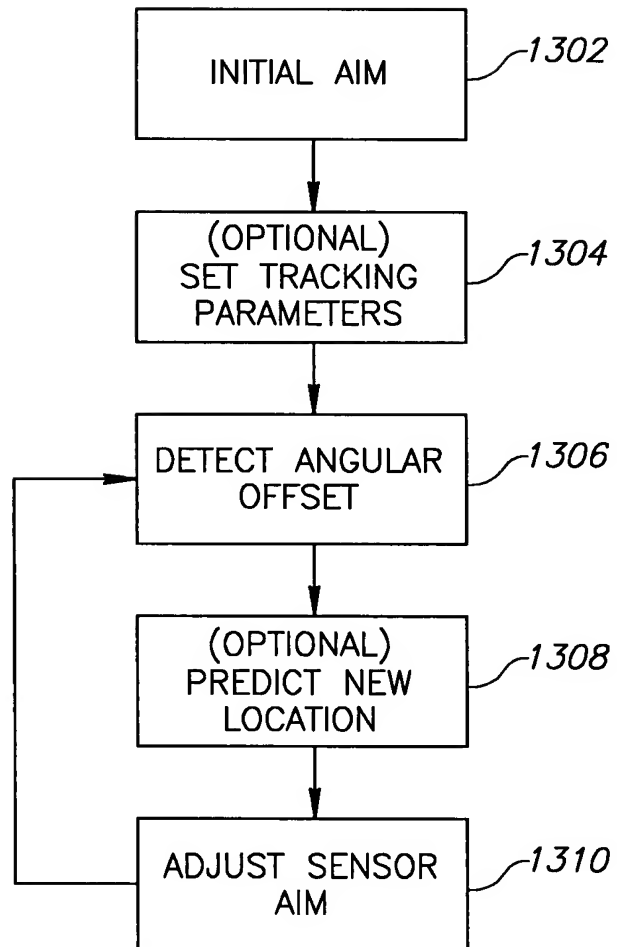 INITIAL AIM
1302
(OPTIONAL)
SET TRACKING
PARAMETERS
1304
DETECT ANGULAR
OFFSET
1306
(OPTIONAL)
PREDICT NEW
LOCATION
1308
ADJUST SENSOR
AIM
1310